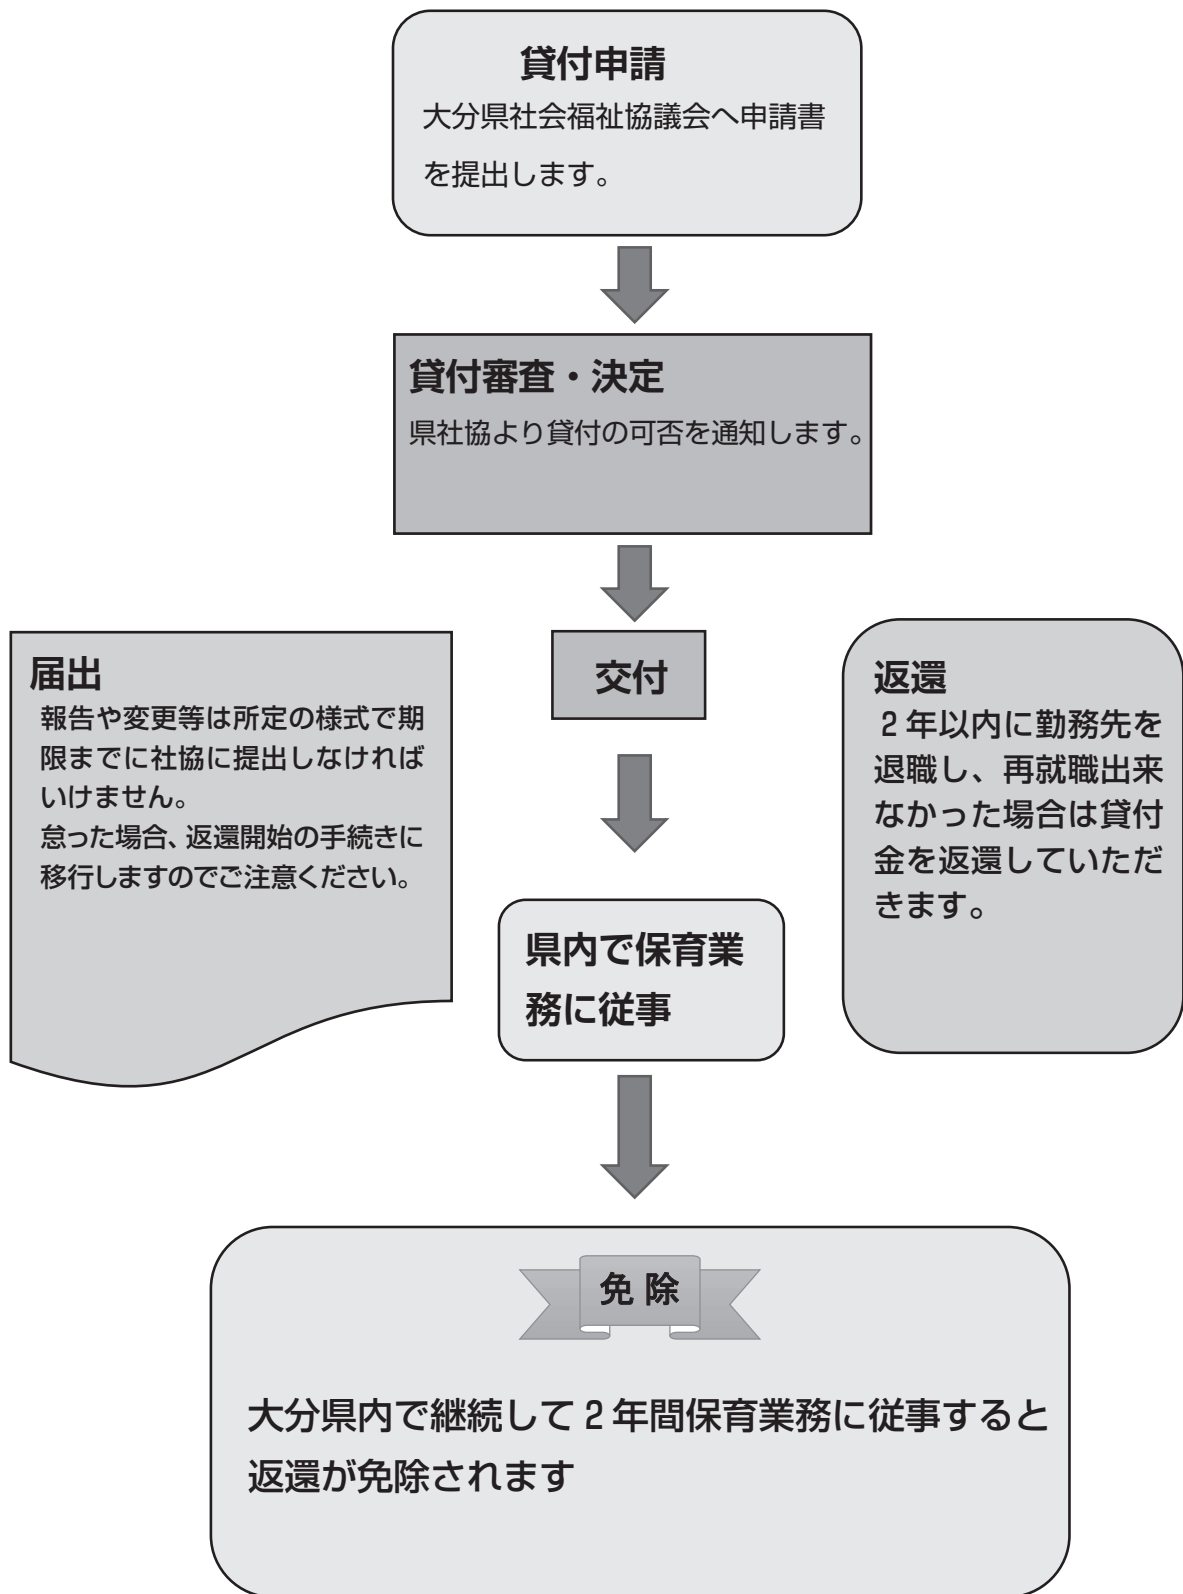 貸付申請
大分県社会福祉協議会へ申請書
を提出します。
貸付審査・決定
県社協より貸付の可否を通知します。
届出
報告や変更等は所定の様式で期
限までに社協に提出しなければ
いけません。
怠った場合、返還開始の手続きに
移行しますのでご注意ください。
交付
返還
２年以内に勤務先を
退職し、再就職出来
なかった場合は貸付
金を返還していただ
きます。
県内で保育業
務に従事
免 除
大分県内で継続して２年間保育業務に従事すると
返還が免除されます